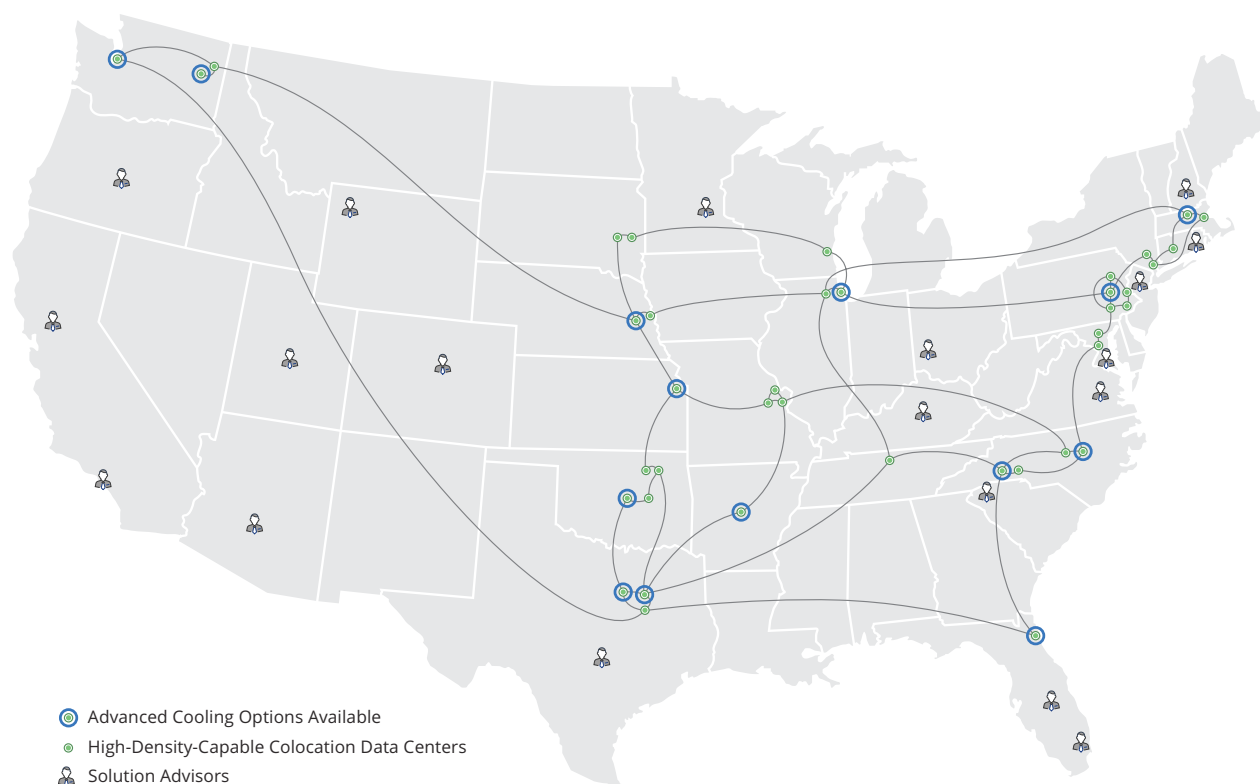 Advanced Cooling Options Available
High-Density-Capable Colocation Data Centers
Solution Advisors